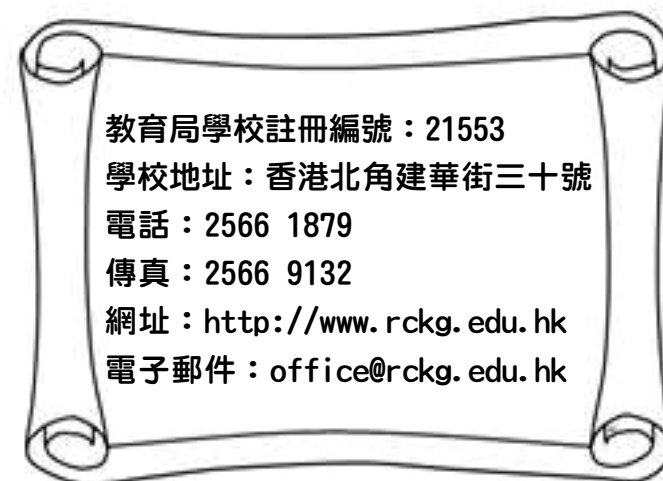 教育局學校註冊編號：21553
學校地址：香港北角建華街三十號
電話：2566 1879
傳真：2566 9132
網址：http://www.rckg.edu.hk
電子郵件：office@rckg.edu.hk